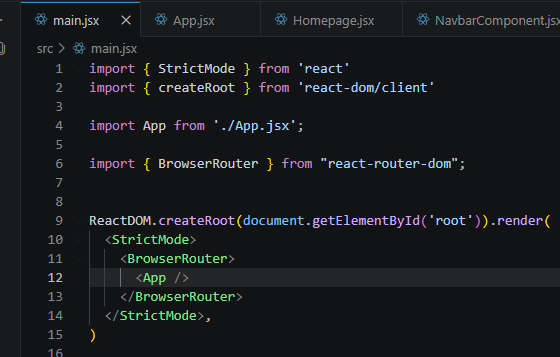 main.jsx × App.jsx Homepage.jsx NavbarComponent.jsx
src > main.jsx
1 import { StrictMode } from 'react'
2 import { createRoot } from 'react-dom/client'
3
4 import App from './App.jsx';
5
6 import { BrowserRouter } from "react-router-dom";
7
8
9 ReactDOM.createRoot(document.getElementById('root')).render(
10 <StrictMode>
11 <BrowserRouter>
12 <App />
13 </BrowserRouter>
14 </StrictMode>,
15 )
16